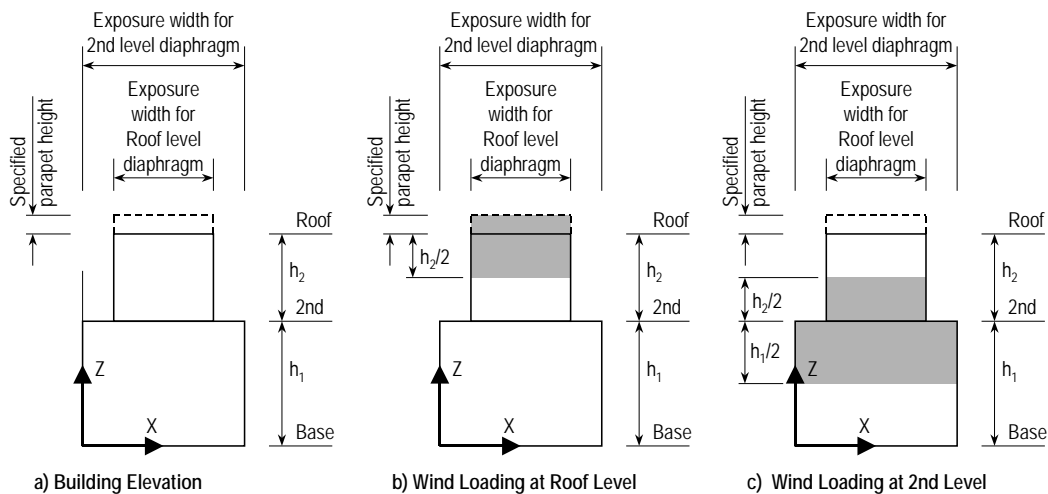 Exposure width for
2nd level diaphragm
Exposure
width for
Roof level
diaphragm
Specified
parapet height
Roof
h2
2nd
h1
Z
X
Base
a) Building Elevation
Exposure width for
2nd level diaphragm
Exposure
width for
Roof level
diaphragm
Specified
parapet height
h2/2
Roof
h2
2nd
h1
Z
X
Base
b) Wind Loading at Roof Level
Exposure width for
2nd level diaphragm
Exposure
width for
Roof level
diaphragm
Specified
parapet height
Roof
h2
h2/2
2nd
h1/2
h1
Z
X
Base
c) Wind Loading at 2nd Level